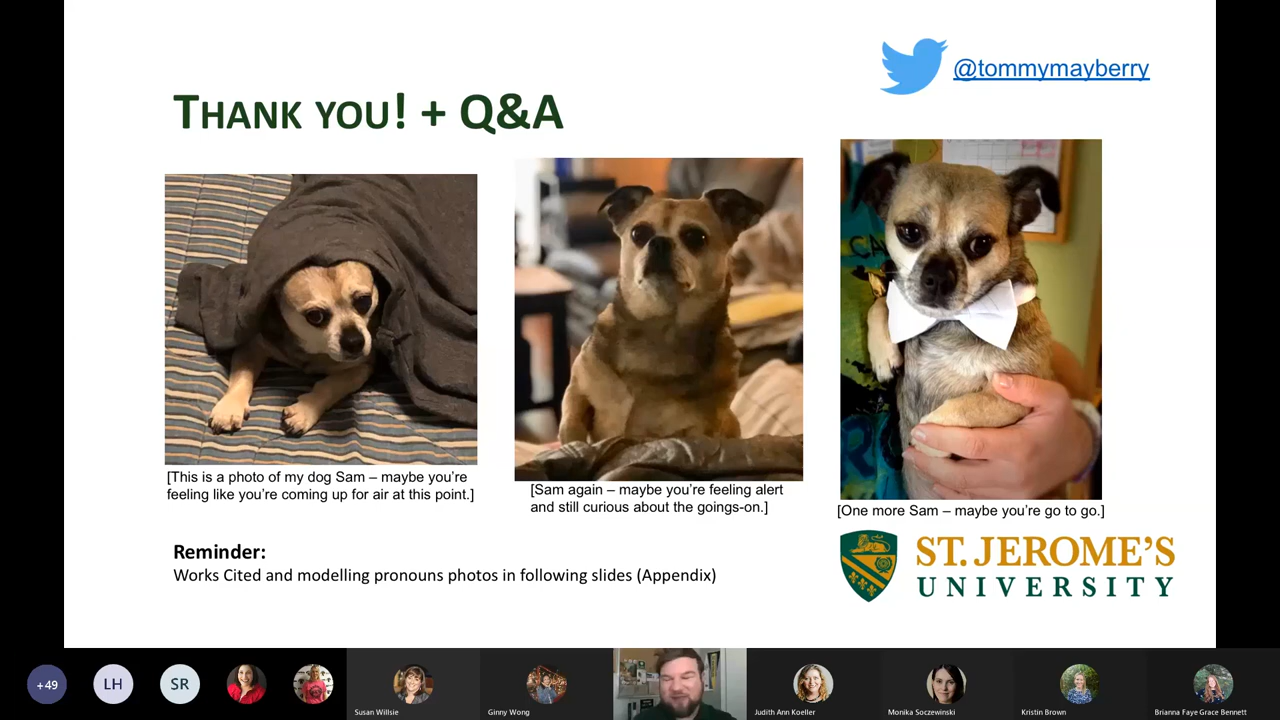 @tommymayberry
THANK YOU! + Q&A
[This is a photo of my dog Sam – maybe you're
feeling like you're coming up for air at this point.]
[Sam again – maybe you're feeling alert
and still curious about the goings-on.]
[One more Sam – maybe you're go to go.]
Reminder:
Works Cited and modelling pronouns photos in following slides (Appendix)
ST. JEROME'S
UNIVERSITY
+49
LH
SR
Susan Willsie
Ginny Wong
Judith Ann Koeller
Monika Soczewinski
Kristin Brown
Brianna Faye Grace Bennett